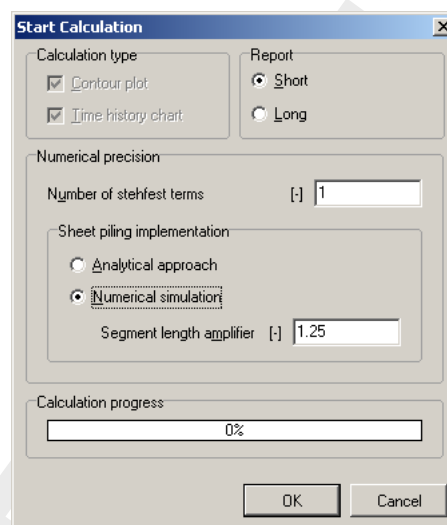 Start Calculation
Calculation type
Contour plot
Time history chart
Report
Short
Long
Numerical precision
Number of stehfest terms [-] 1
Sheet piling implementation
Analytical approach
Numerical simulation
Segment length amplifier [-] 1.25
Calculation progress
0%
OK Cancel